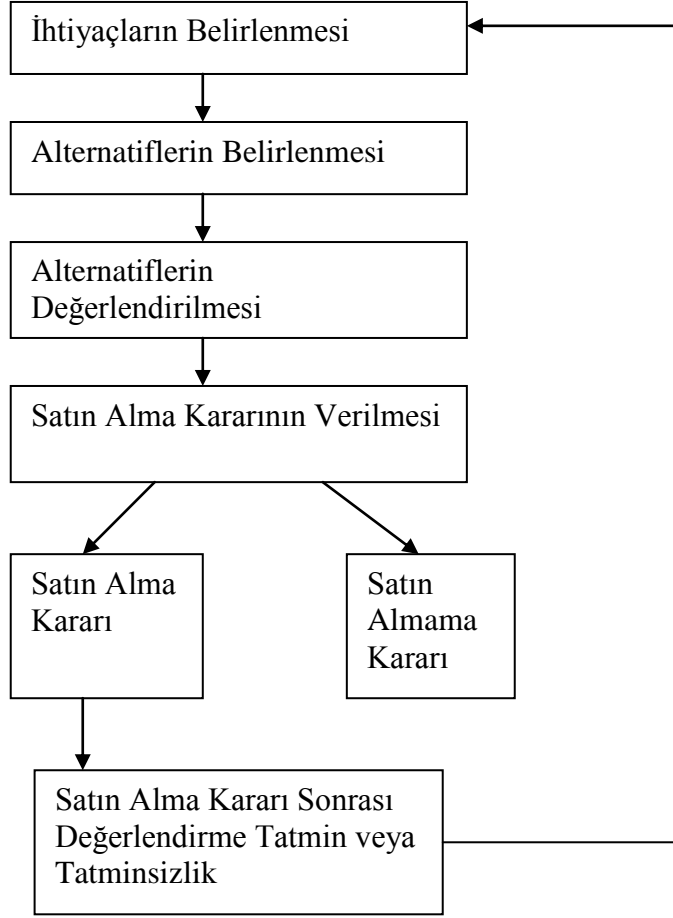 İhtiyaçların Belirlenmesi
Alternatiflerin Belirlenmesi
Alternatiflerin
Değerlendirilmesi
Satın Alma Kararının Verilmesi
Satın Alma
Kararı
Satın
Almama
Kararı
Satın Alma Kararı Sonrası
Değerlendirme Tatmin veya
Tatminsizlik